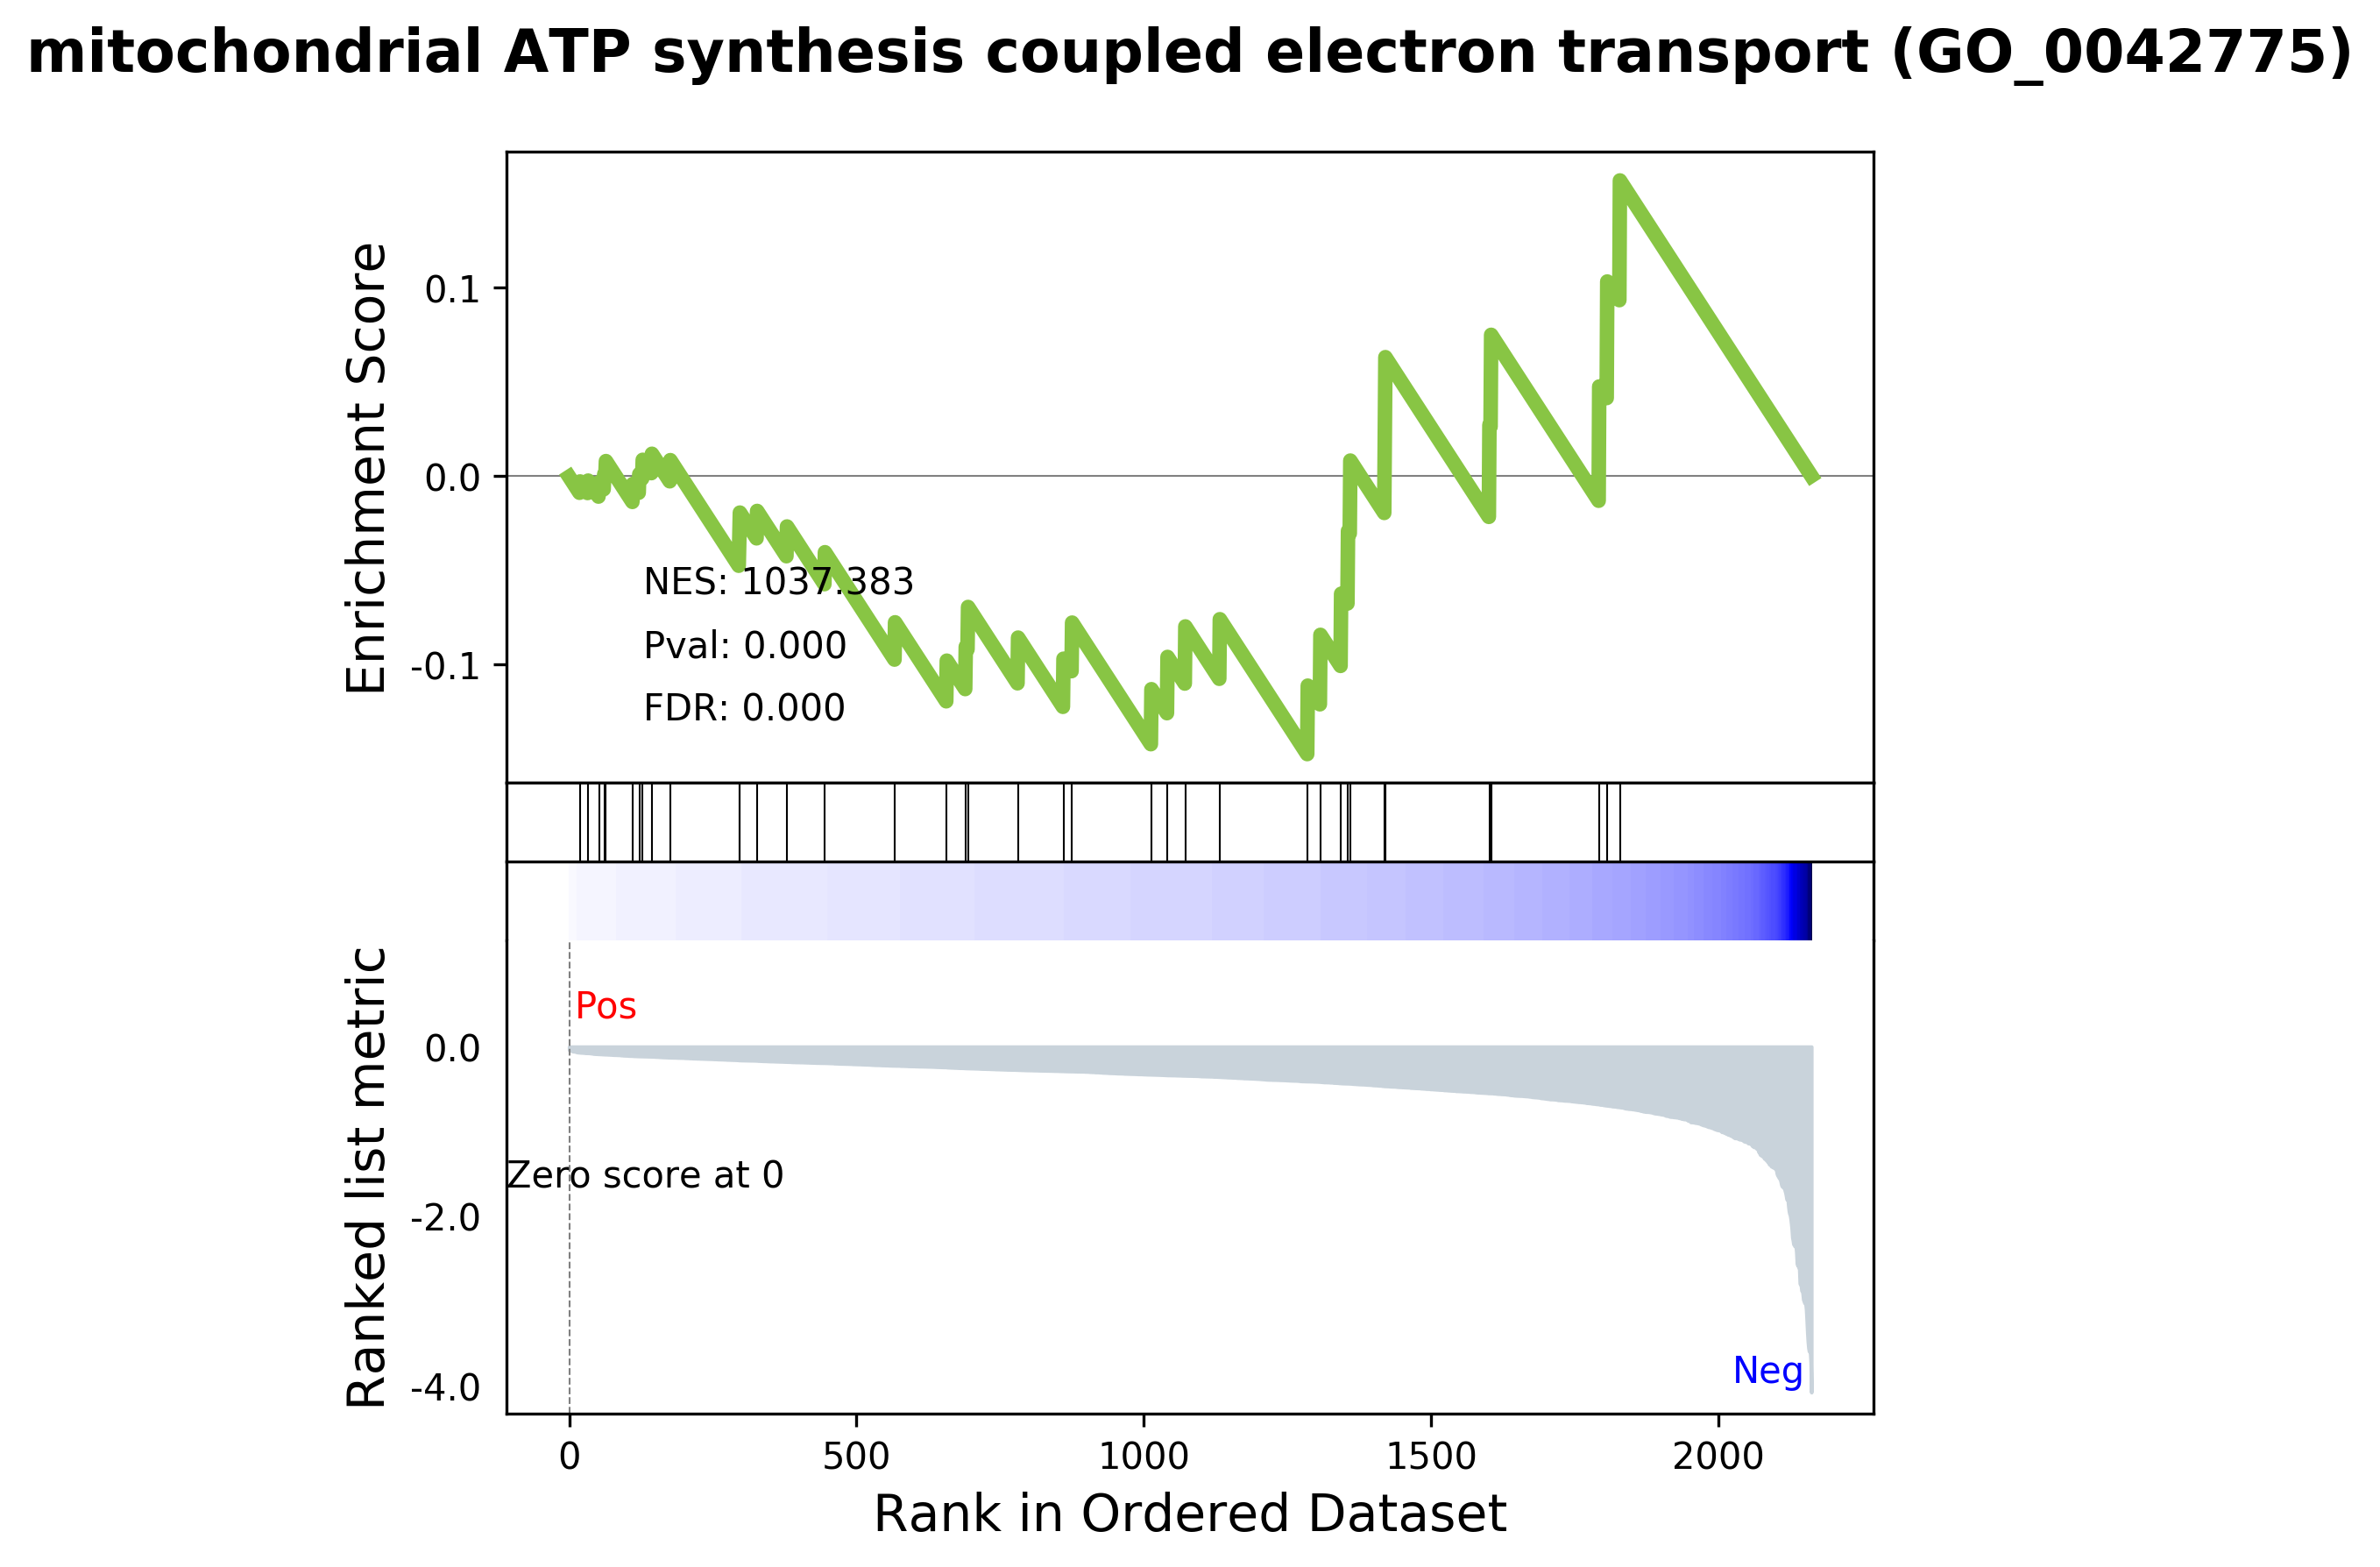 mitochondrial ATP synthesis coupled electron transport (GO_0042775)
Enrichment Score
0.1
0.0
-0.1
NES: 1037.383
Pval: 0.000
FDR: 0.000
Ranked list metric
Pos
0.0
Zero score at 0
-2.0
Neg
-4.0
0 500 1000 1500 2000
Rank in Ordered Dataset